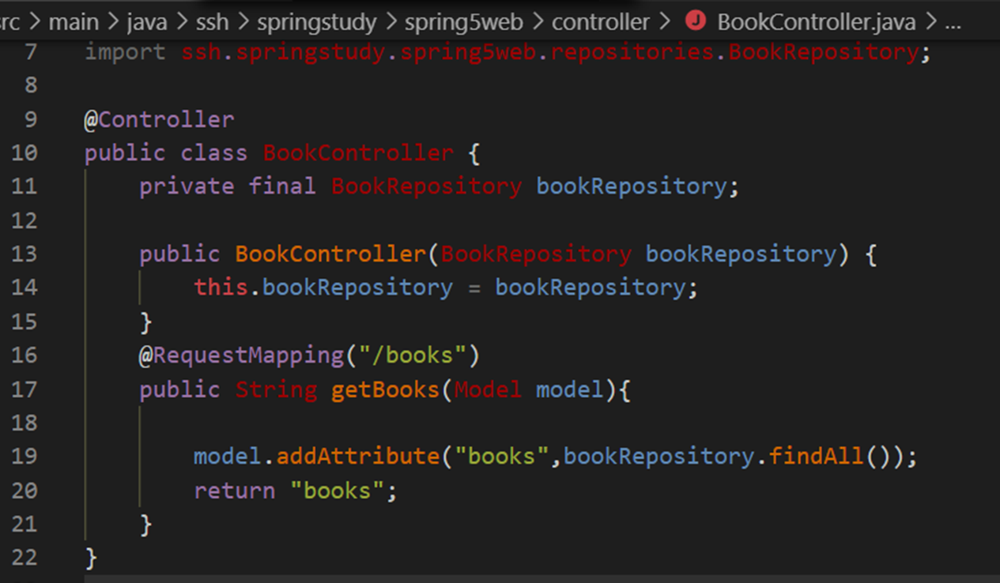 rc > main > java > ssh > springstudy > spring5web > controller > J BookController.java > ...
7 import ssh.springstudy.spring5web.repositories.BookRepository;
8
9 @Controller
10 public class BookController {
11 private final BookRepository bookRepository;
12
13 public BookController(BookRepository bookRepository) {
14 this.bookRepository = bookRepository;
15 }
16 @RequestMapping("/books")
17 public String getBooks(Model model){
18
19 model.addAttribute("books",bookRepository.findAll());
20 return "books";
21 }
22 }